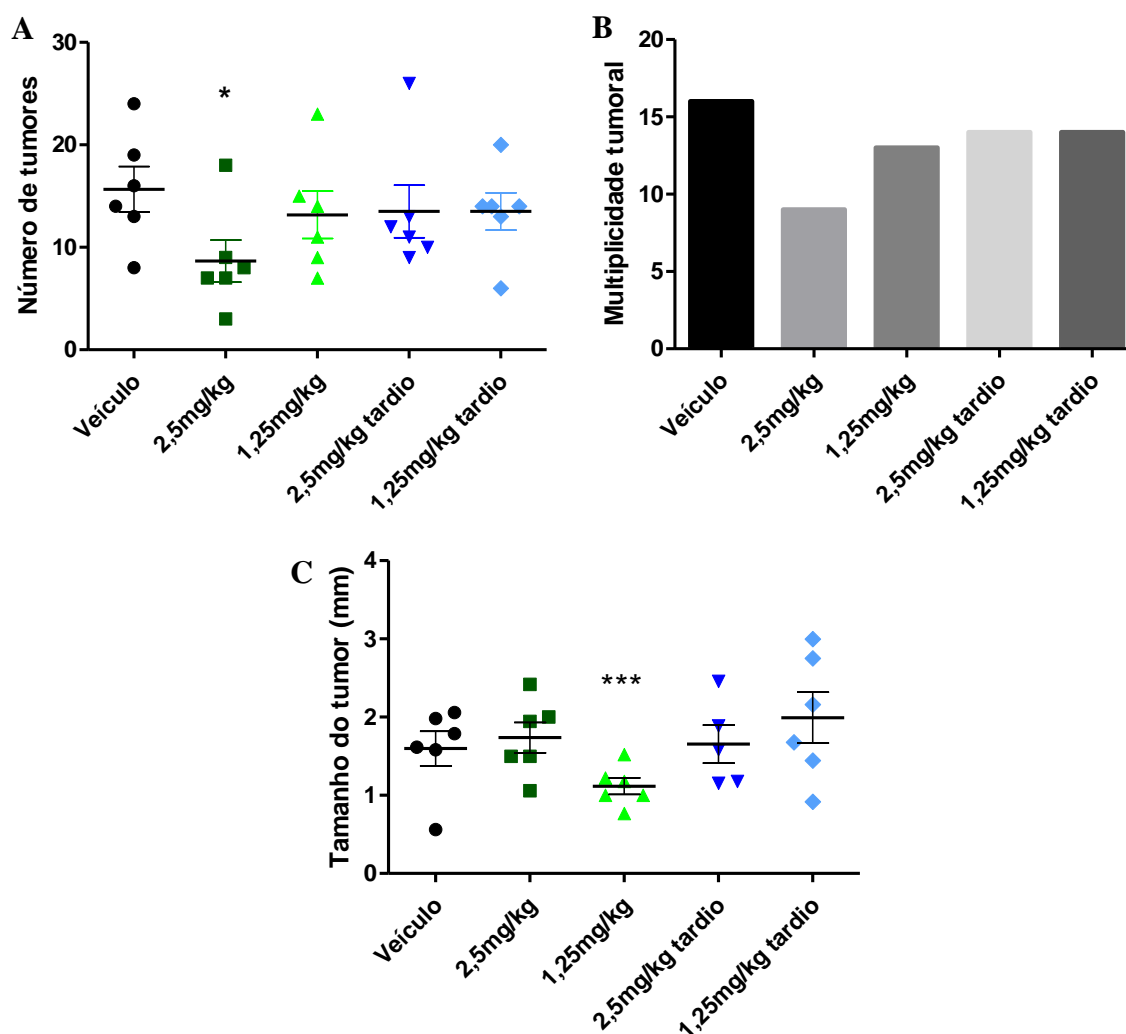 A
Número de tumores
30
20
10
0
*
Veículo
2,5mg/kg
1,25mg/kg
2,5mg/kg tardio
1,25mg/kg tardio
B
Multiplicidade tumoral
20
15
10
5
0
Veículo
2,5mg/kg
1,25mg/kg
2,5mg/kg tardio
1,25mg/kg tardio
C
Tamanho do tumor (mm)
4
3
2
1
0
***
Veículo
2,5mg/kg
1,25mg/kg
2,5mg/kg tardio
1,25mg/kg tardio